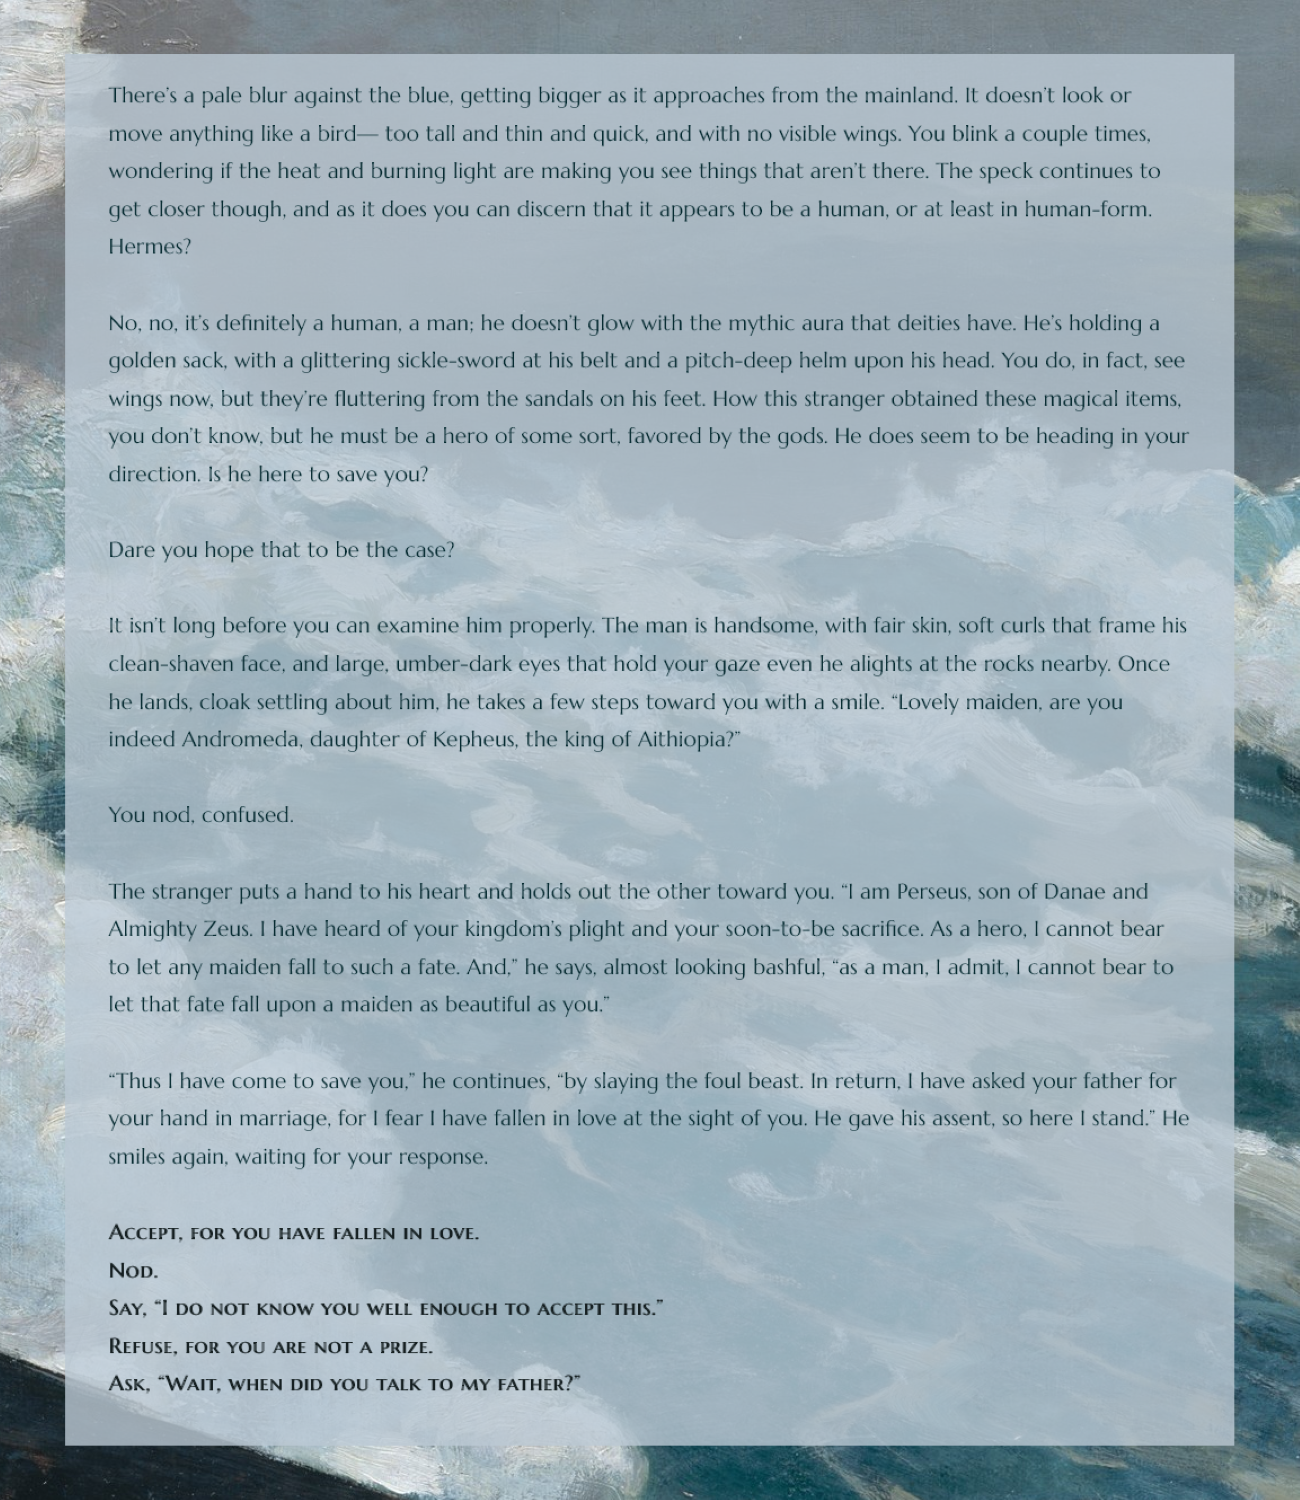 There's a pale blur against the blue, getting bigger as it approaches from the mainland. It doesn't look or
move anything like a bird— too tall and thin and quick, and with no visible wings. You blink a couple times,
wondering if the heat and burning light are making you see things that aren't there. The speck continues to
get closer though, and as it does you can discern that it appears to be a human, or at least in human-form.
Hermes?
No, no, it's definitely a human, a man; he doesn't glow with the mythic aura that deities have. He's holding a
golden sack, with a glittering sickle-sword at his belt and a pitch-deep helm upon his head. You do, in fact, see
wings now, but they're fluttering from the sandals on his feet. How this stranger obtained these magical items,
you don't know, but he must be a hero of some sort, favored by the gods. He does seem to be heading in your
direction. Is he here to save you?
Dare you hope that to be the case?
It isn't long before you can examine him properly. The man is handsome, with fair skin, soft curls that frame his
clean-shaven face, and large, umber-dark eyes that hold your gaze even he alights at the rocks nearby. Once
he lands, cloak settling about him, he takes a few steps toward you with a smile. “Lovely maiden, are you
indeed Andromeda, daughter of Kepheus, the king of Aithiopia?”
You nod, confused.
The stranger puts a hand to his heart and holds out the other toward you. “I am Perseus, son of Danae and
Almighty Zeus. I have heard of your kingdom's plight and your soon-to-be sacrifice. As a hero, I cannot bear
to let any maiden fall to such a fate. And,” he says, almost looking bashful, “as a man, I admit, I cannot bear to
let that fate fall upon a maiden as beautiful as you.”
“Thus I have come to save you,” he continues, “by slaying the foul beast. In return, I have asked your father for
your hand in marriage, for I fear I have fallen in love at the sight of you. He gave his assent, so here I stand.” He
smiles again, waiting for your response.
Accept, for you have fallen in love.
Nod.
Say, “I do not know you well enough to accept this.”
Refuse, for you are not a prize.
Ask, “Wait, when did you talk to my father?”